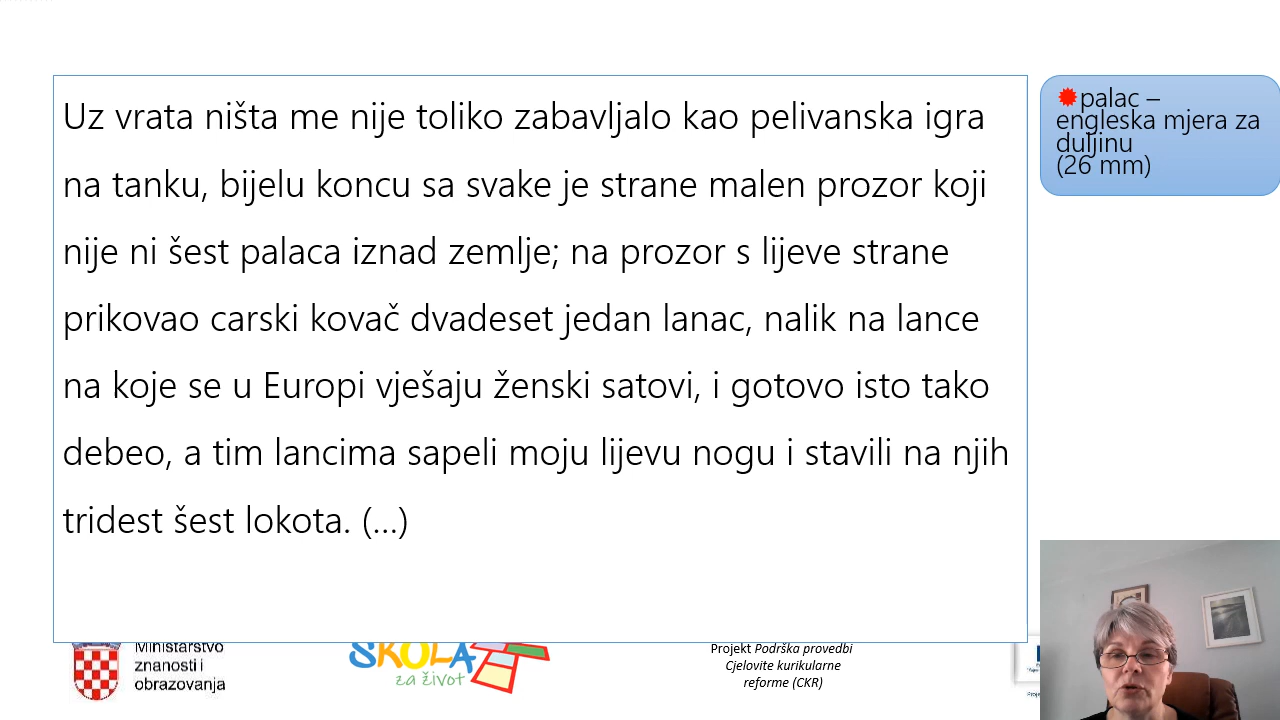 Uz vrata ništa me nije toliko zabavljalo kao pelivanska igra
na tanku, bijelu koncu sa svake je strane malen prozor koji
nije ni šest palaca iznad zemlje; na prozor s lijeve strane
prikovao carski kovač dvadeset jedan lanac, nalik na lance
na koje se u Europi vješaju ženski satovi, i gotovo isto tako
debeo, a tim lancima sapeli moju lijevu nogu i stavili na njih
tridest šest lokota. (...)
palac –
engleska mjera za
duljinu
(26 mm)
Ministarstvo
znanosti i
obrazovanja
ŠKOLA
za život
Projekt Podrška provedbi
Cjelovite kurikularne
reforme (CKR)